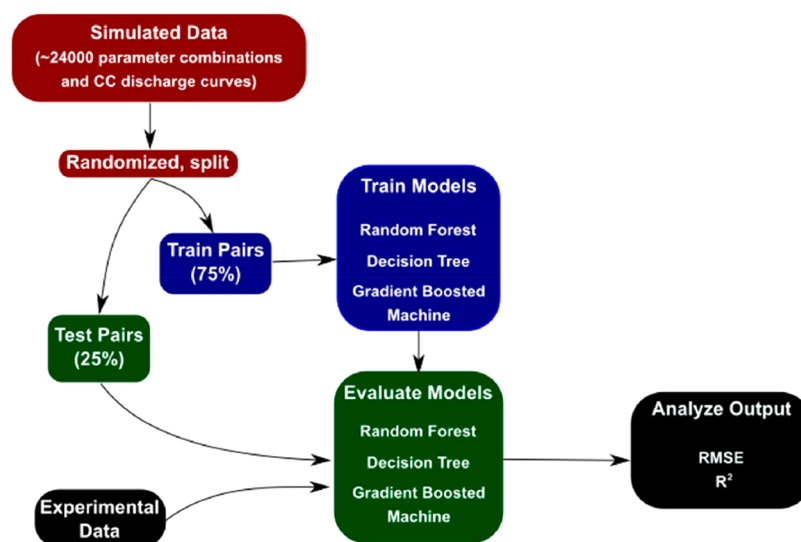 Simulated Data
(~24000 parameter combinations
and CC discharge curves)
Randomized, split
Train Pairs
(75%)
Test Pairs
(25%)
Train Models
Random Forest
Decision Tree
Gradient Boosted
Machine
Evaluate Models
Random Forest
Decision Tree
Gradient Boosted
Machine
Experimental
Data
Analyze Output
RMSE
R²